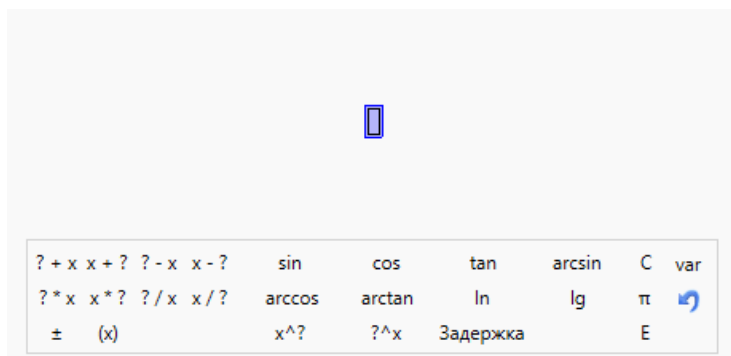 ? + x x + ? ? - x x - ? sin cos tan arcsin C var
? * x x * ? ? / x x / ? arccos arctan ln lg π
± (x) x^? ?^x Задержка E